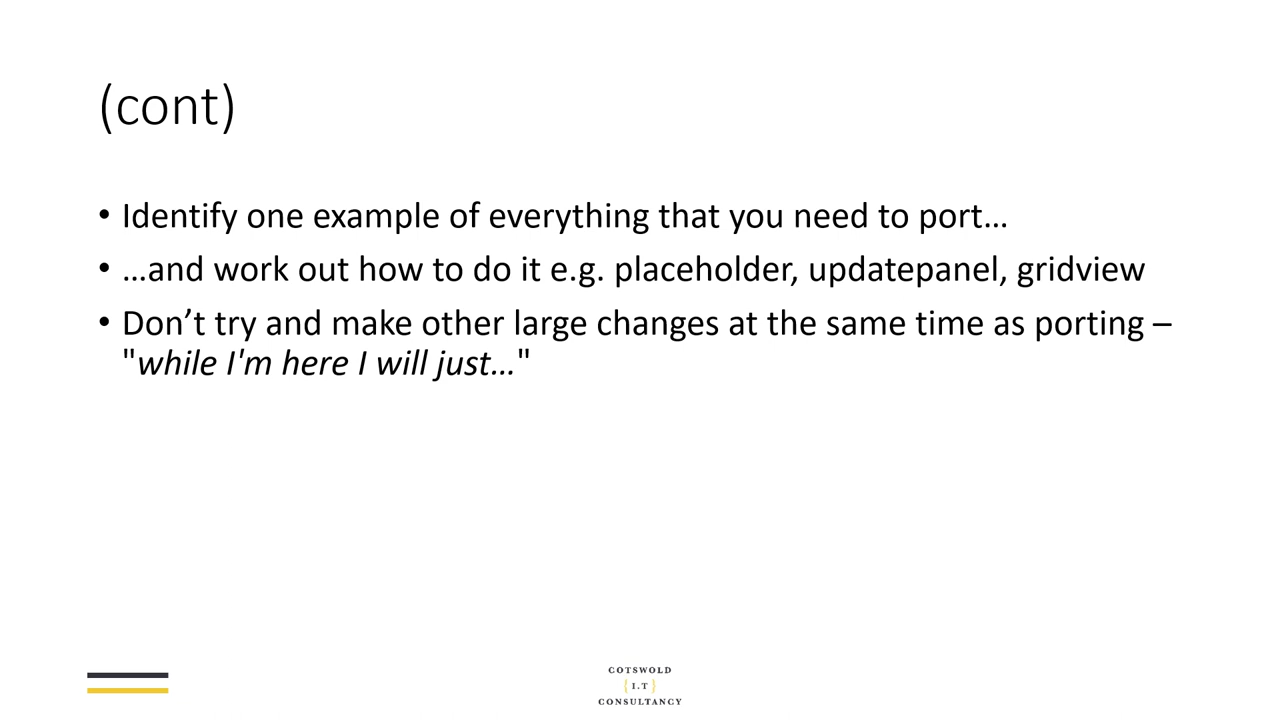 (cont)
• Identify one example of everything that you need to port…
• …and work out how to do it e.g. placeholder, updatepanel, gridview
• Don’t try and make other large changes at the same time as porting –
"while I'm here I will just…"
COTSWOLD
{ I.T }
CONSULTANCY